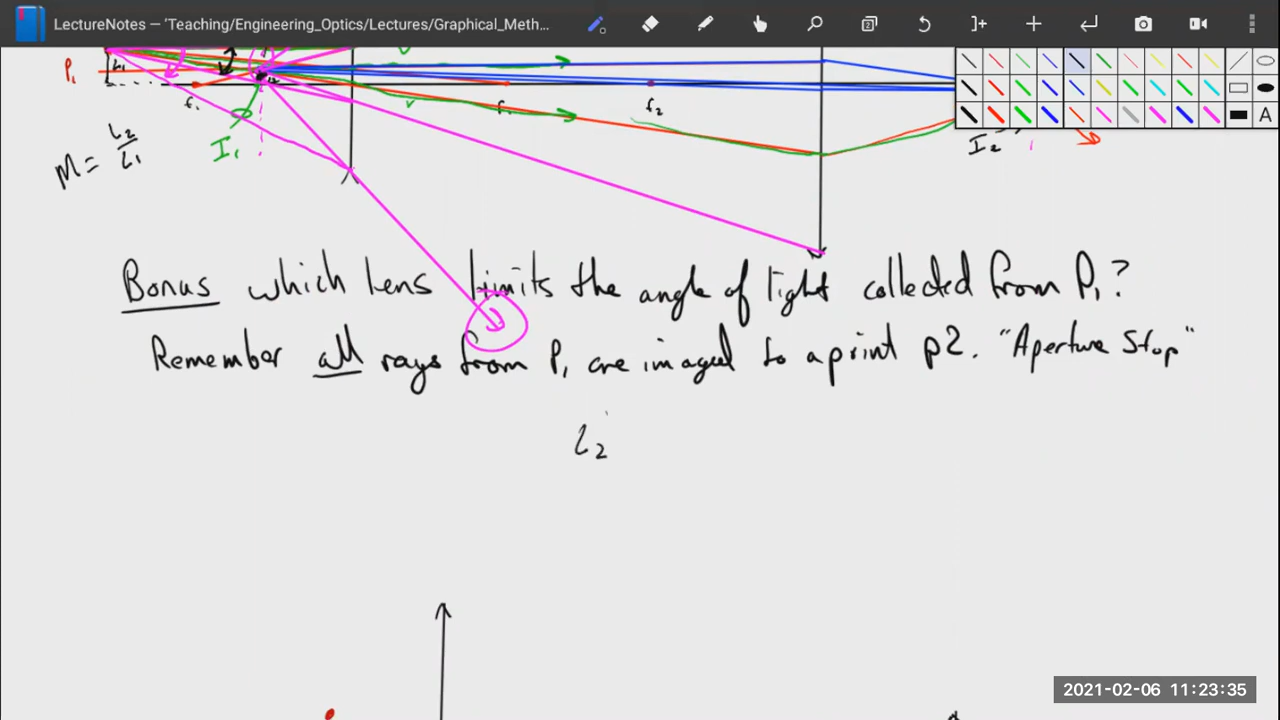 LectureNotes — 'Teaching/Engineering_Optics/Lectures/Graphical_Meth...
P₁ h₁
f₁ f₁ f₂
I₁ I₂
M = L₂/L₁
A
Bonus which Lens limits the angle of light collected from P₁?
Remember all rays from P₁ are imaged to a point p2. "Aperture Stop"
L₂
2021-02-06 11:23:35